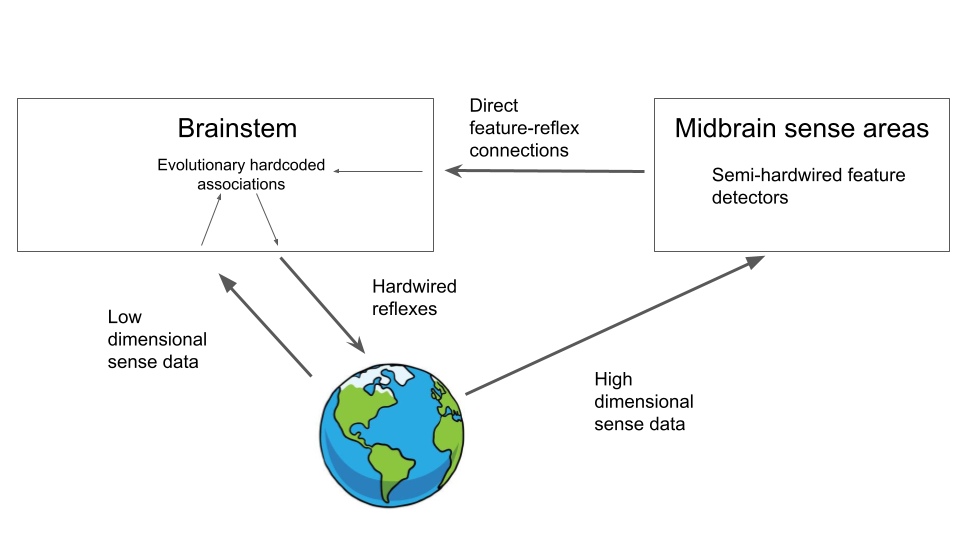 Brainstem
Evolutionary hardcoded
associations
Direct
feature-reflex
connections
Midbrain sense areas
Semi-hardwired feature
detectors
Hardwired
reflexes
Low
dimensional
sense data
High
dimensional
sense data